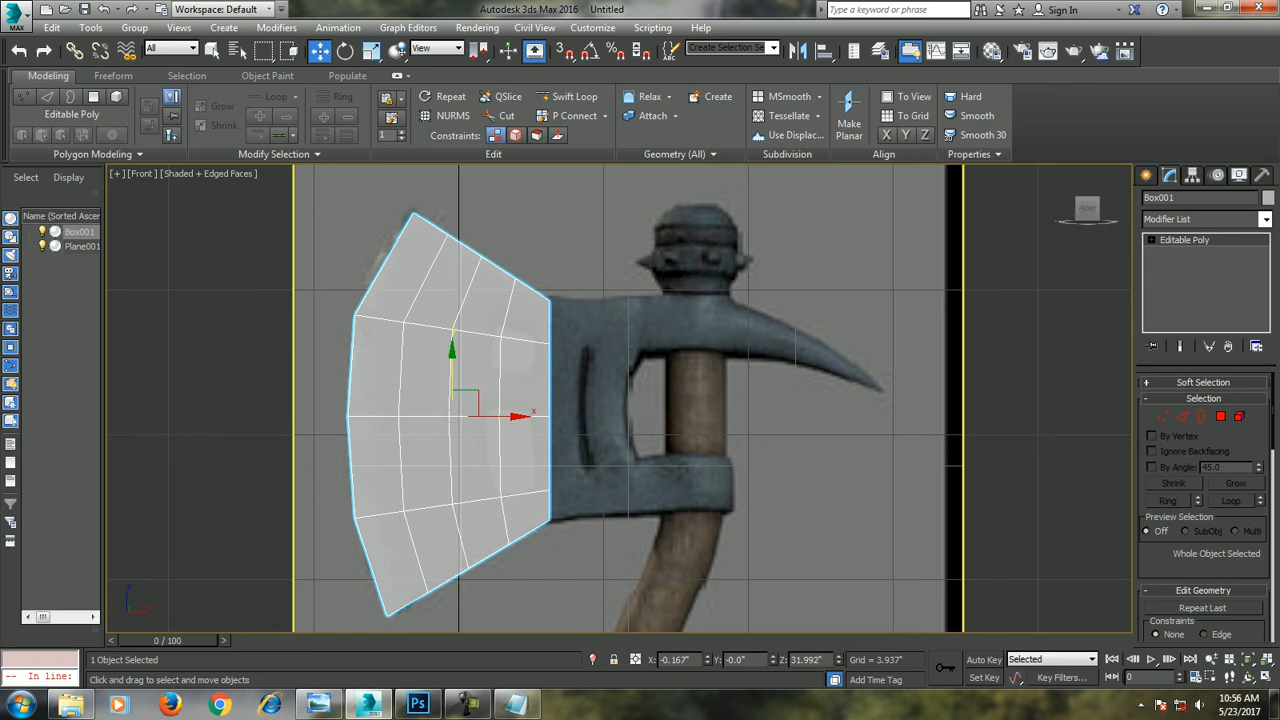 Workspace: Default
Autodesk 3ds Max 2016
Untitled
Type a keyword or phrase
Sign In
MAX
Edit Tools Group Views Create Modifiers Animation Graph Editors Rendering Civil View Customize Scripting Help
All
View
Create Selection Se
Modeling Freeform Selection Object Paint Populate
Grow Loop Ring
Repeat QSlice Swift Loop
Relax Create
MSmooth
To View Hard
Editable Poly
Shrink
NURMS Cut P Connect
Attach
Tessellate
Make Planar
To Grid Smooth
1
Constraints:
Use Displac...
X Y Z Smooth 30
Polygon Modeling Modify Selection Edit Geometry (All) Subdivision Align Properties
Select Display
[+] [Front] [Shaded + Edged Faces]
FRONT
Name (Sorted Ascer
Box001
Plane001
Box001
Modifier List
Editable Poly
x
z
x
+ Soft Selection
- Selection
By Vertex
Ignore Backfacing
By Angle: 45.0
Shrink Grow
Ring Loop
Preview Selection
Off SubObj Multi
Whole Object Selected
- Edit Geometry
Repeat Last
Constraints
None Edge
0 / 100
1 Object Selected
X: -0.167" Y: -0.0" Z: 31.992" Grid = 3.937"
Auto Key Selected
-- In line:
Click and drag to select and move objects
Add Time Tag
Set Key Key Filters... 0
Ps
10:56 AM
5/23/2017